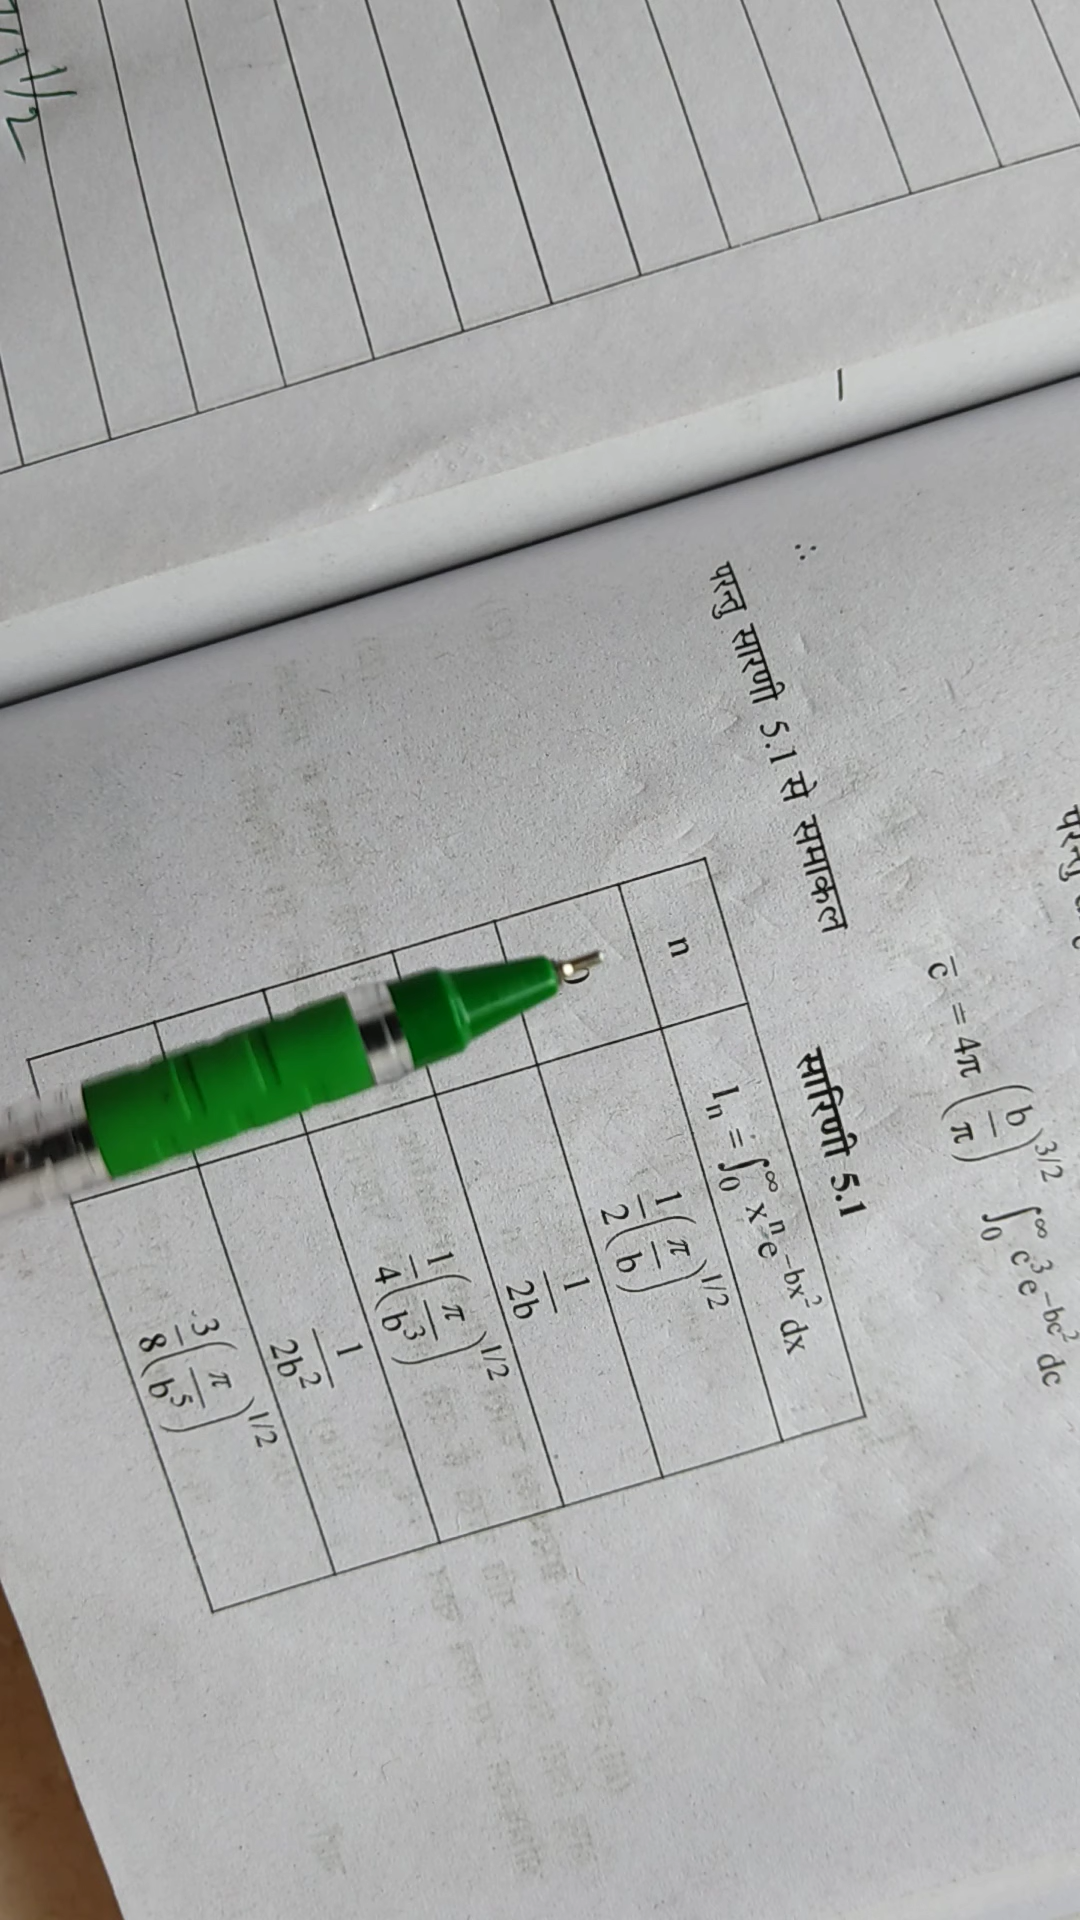 π 1/2
c̄ = 4π (b/π)^3/2 ∫₀^∞ c³e^–bc² dc
∴ परन्तु सारणी 5.1 से समाकल
सारिणी 5.1
n Iₙ = ∫₀^∞ xⁿe^–bx² dx
1/2 (π/b)^1/2
1/2b
1/4 (π/b³)^1/2
1/2b²
3/8 (π/b⁵)^1/2